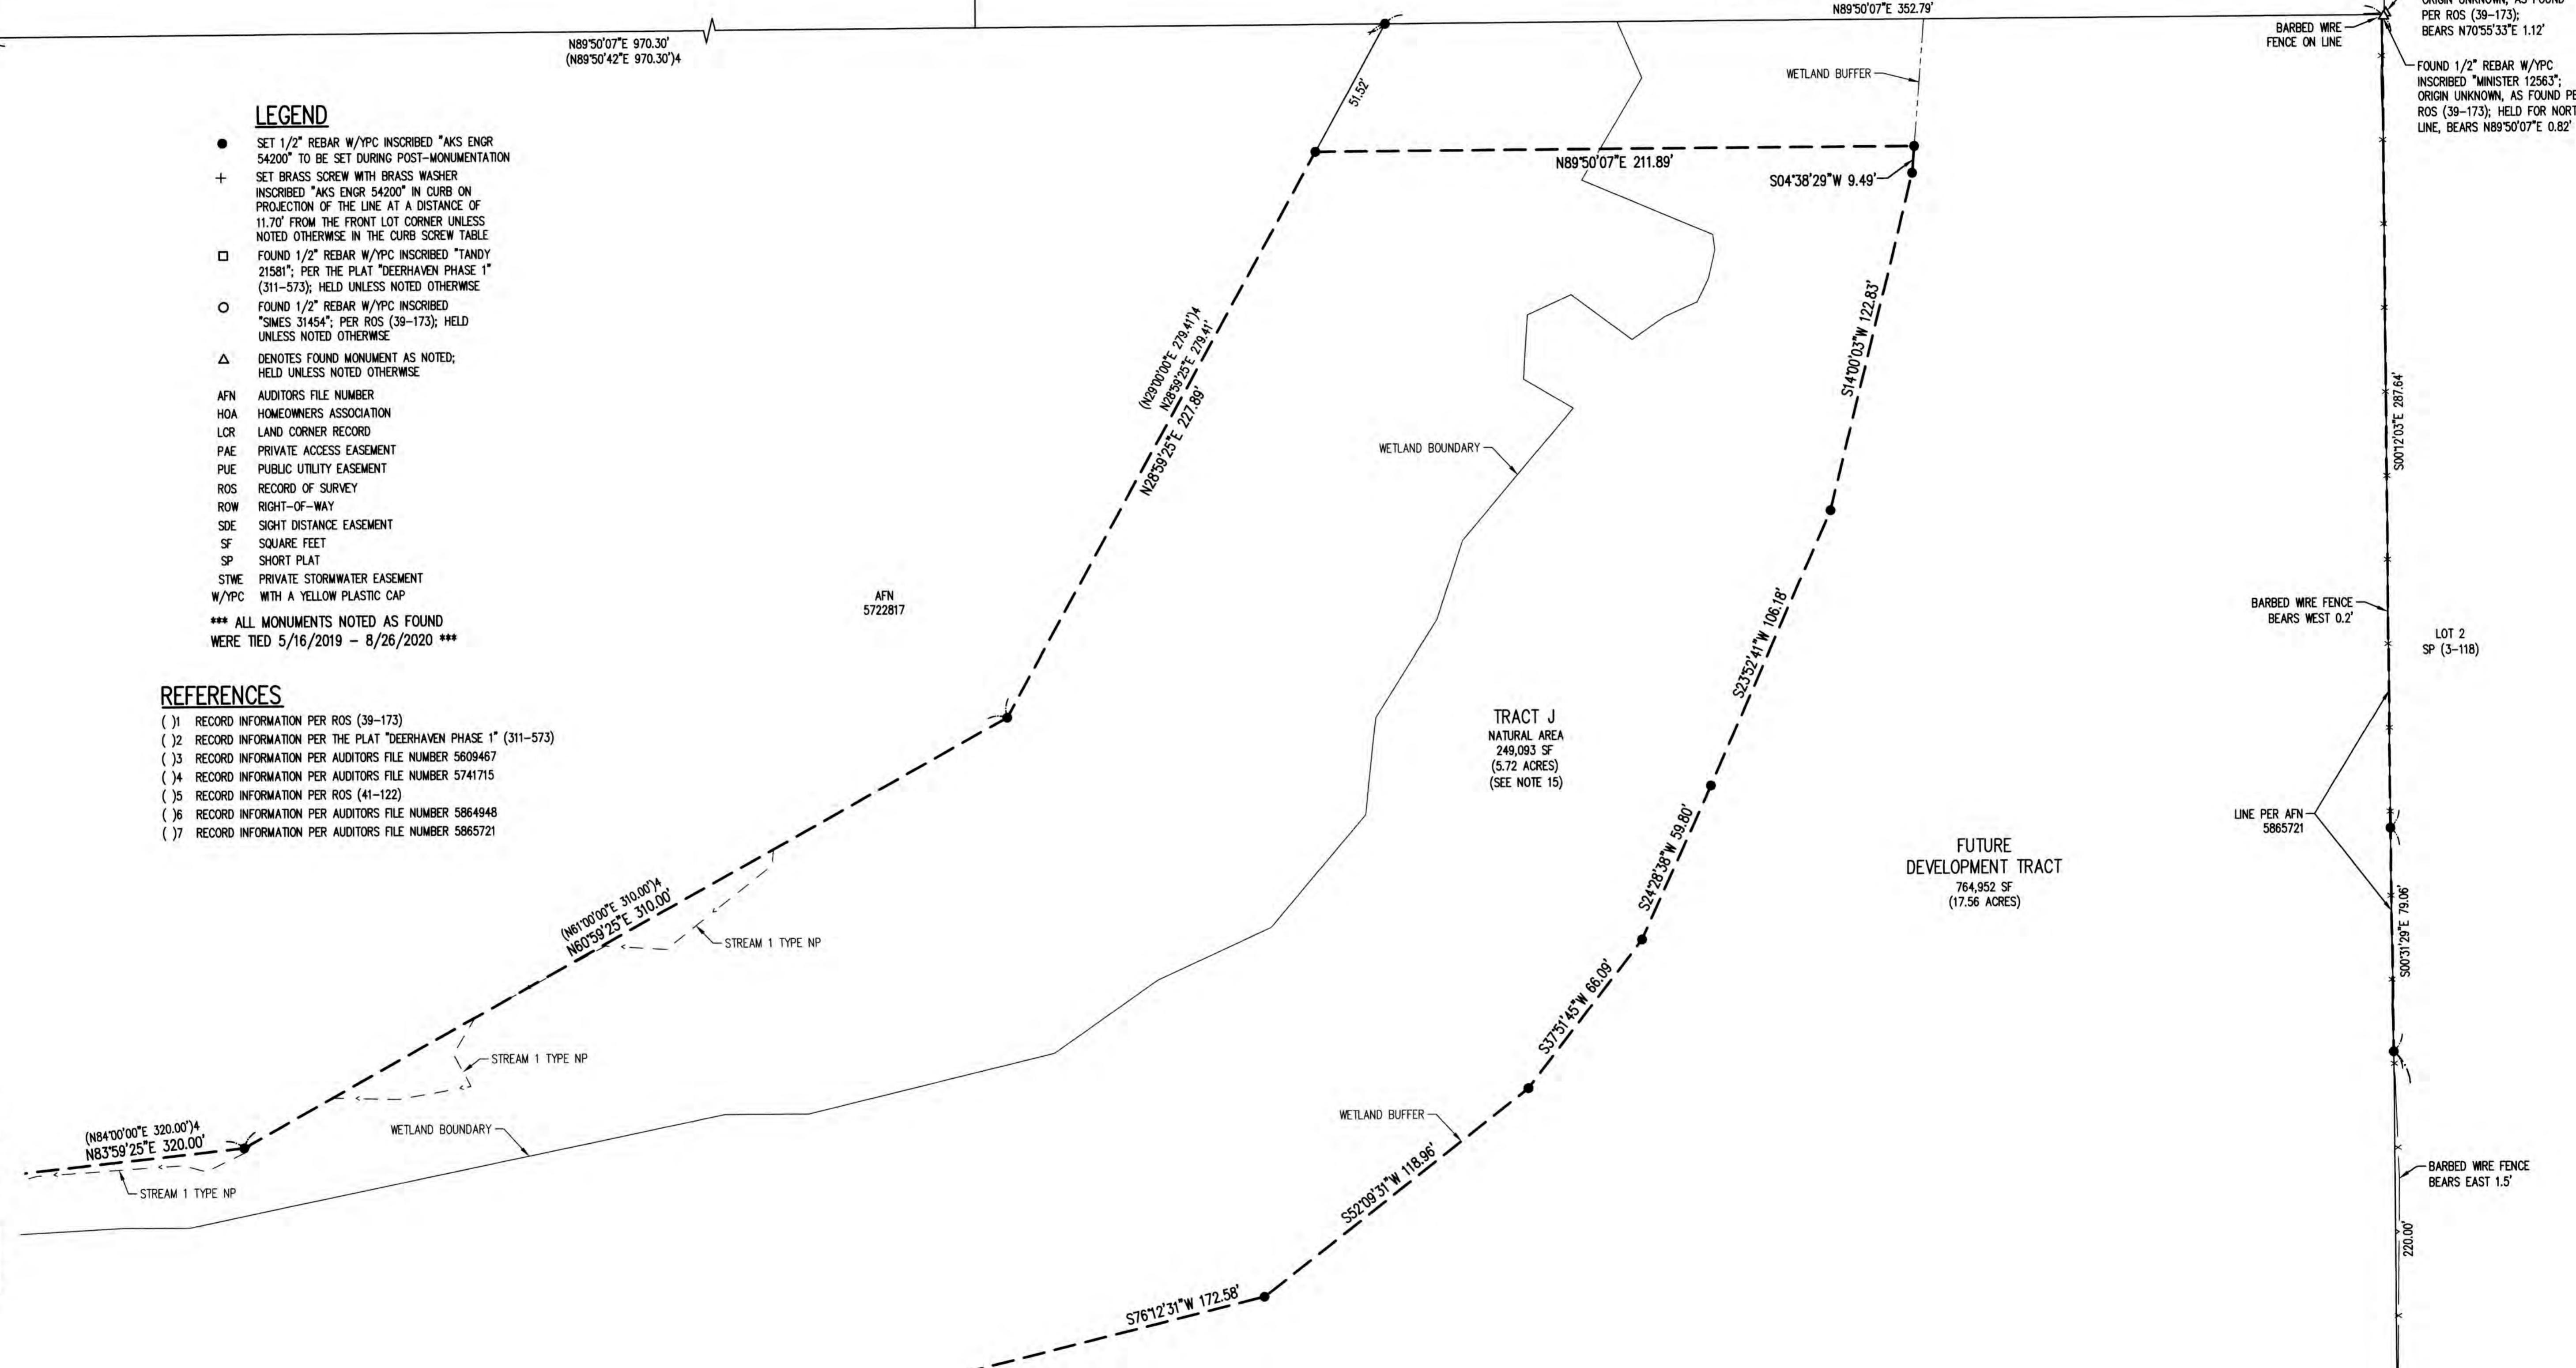 N89°50'07"E 970.30'
(N89°50'42"E 970.30')4
N89°50'07"E 352.79'
ORIGIN UNKNOWN, AS FOUND
PER ROS (39-173);
BEARS N70°55'33"E 1.12'
BARBED WIRE
FENCE ON LINE
FOUND 1/2" REBAR W/YPC
INSCRIBED "MINISTER 12563";
ORIGIN UNKNOWN, AS FOUND PE
ROS (39-173); HELD FOR NORT
LINE, BEARS N89°50'07"E 0.82'
LEGEND
SET 1/2" REBAR W/YPC INSCRIBED "AKS ENGR
54200" TO BE SET DURING POST-MONUMENTATION
SET BRASS SCREW WITH BRASS WASHER
INSCRIBED "AKS ENGR 54200" IN CURB ON
PROJECTION OF THE LINE AT A DISTANCE OF
11.70' FROM THE FRONT LOT CORNER UNLESS
NOTED OTHERWISE IN THE CURB SCREW TABLE
FOUND 1/2" REBAR W/YPC INSCRIBED "TANDY
21581"; PER THE PLAT "DEERHAVEN PHASE 1"
(311-573); HELD UNLESS NOTED OTHERWISE
FOUND 1/2" REBAR W/YPC INSCRIBED
"SIMES 31454"; PER ROS (39-173); HELD
UNLESS NOTED OTHERWISE
DENOTES FOUND MONUMENT AS NOTED;
HELD UNLESS NOTED OTHERWISE
AFN AUDITORS FILE NUMBER
HOA HOMEOWNERS ASSOCIATION
LCR LAND CORNER RECORD
PAE PRIVATE ACCESS EASEMENT
PUE PUBLIC UTILITY EASEMENT
ROS RECORD OF SURVEY
ROW RIGHT-OF-WAY
SDE SIGHT DISTANCE EASEMENT
SF SQUARE FEET
SP SHORT PLAT
STWE PRIVATE STORMWATER EASEMENT
W/YPC WITH A YELLOW PLASTIC CAP
*** ALL MONUMENTS NOTED AS FOUND
WERE TIED 5/16/2019 - 8/26/2020 ***
REFERENCES
( )1 RECORD INFORMATION PER ROS (39-173)
( )2 RECORD INFORMATION PER THE PLAT "DEERHAVEN PHASE 1" (311-573)
( )3 RECORD INFORMATION PER AUDITORS FILE NUMBER 5609467
( )4 RECORD INFORMATION PER AUDITORS FILE NUMBER 5741715
( )5 RECORD INFORMATION PER ROS (41-122)
( )6 RECORD INFORMATION PER AUDITORS FILE NUMBER 5864948
( )7 RECORD INFORMATION PER AUDITORS FILE NUMBER 5865721
51.52'
WETLAND BUFFER
N89°50'07"E 211.89'
S04°38'29"W 9.49'
(N29°00'00"E 279.41')4
N28°59'25"E 279.41'
N28°59'25"E 227.89'
S14°00'03"W 122.83'
WETLAND BOUNDARY
S00°12'03"E 287.64'
AFN
5722817
S23°52'41"W 106.18'
BARBED WIRE FENCE
BEARS WEST 0.2'
LOT 2
SP (3-118)
TRACT J
NATURAL AREA
249,093 SF
(5.72 ACRES)
(SEE NOTE 15)
S24°28'38"W 59.80'
LINE PER AFN
5865721
FUTURE
DEVELOPMENT TRACT
764,952 SF
(17.56 ACRES)
S00°31'29"E 79.06'
(N61°00'00"E 310.00')4
N60°59'25"E 310.00'
STREAM 1 TYPE NP
S37°51'45"W 66.09'
STREAM 1 TYPE NP
WETLAND BUFFER
WETLAND BOUNDARY
(N84°00'00"E 320.00')4
N83°59'25"E 320.00'
STREAM 1 TYPE NP
S52°09'31"W 118.96'
BARBED WIRE FENCE
BEARS EAST 1.5'
220.00'
S76°12'31"W 172.58'